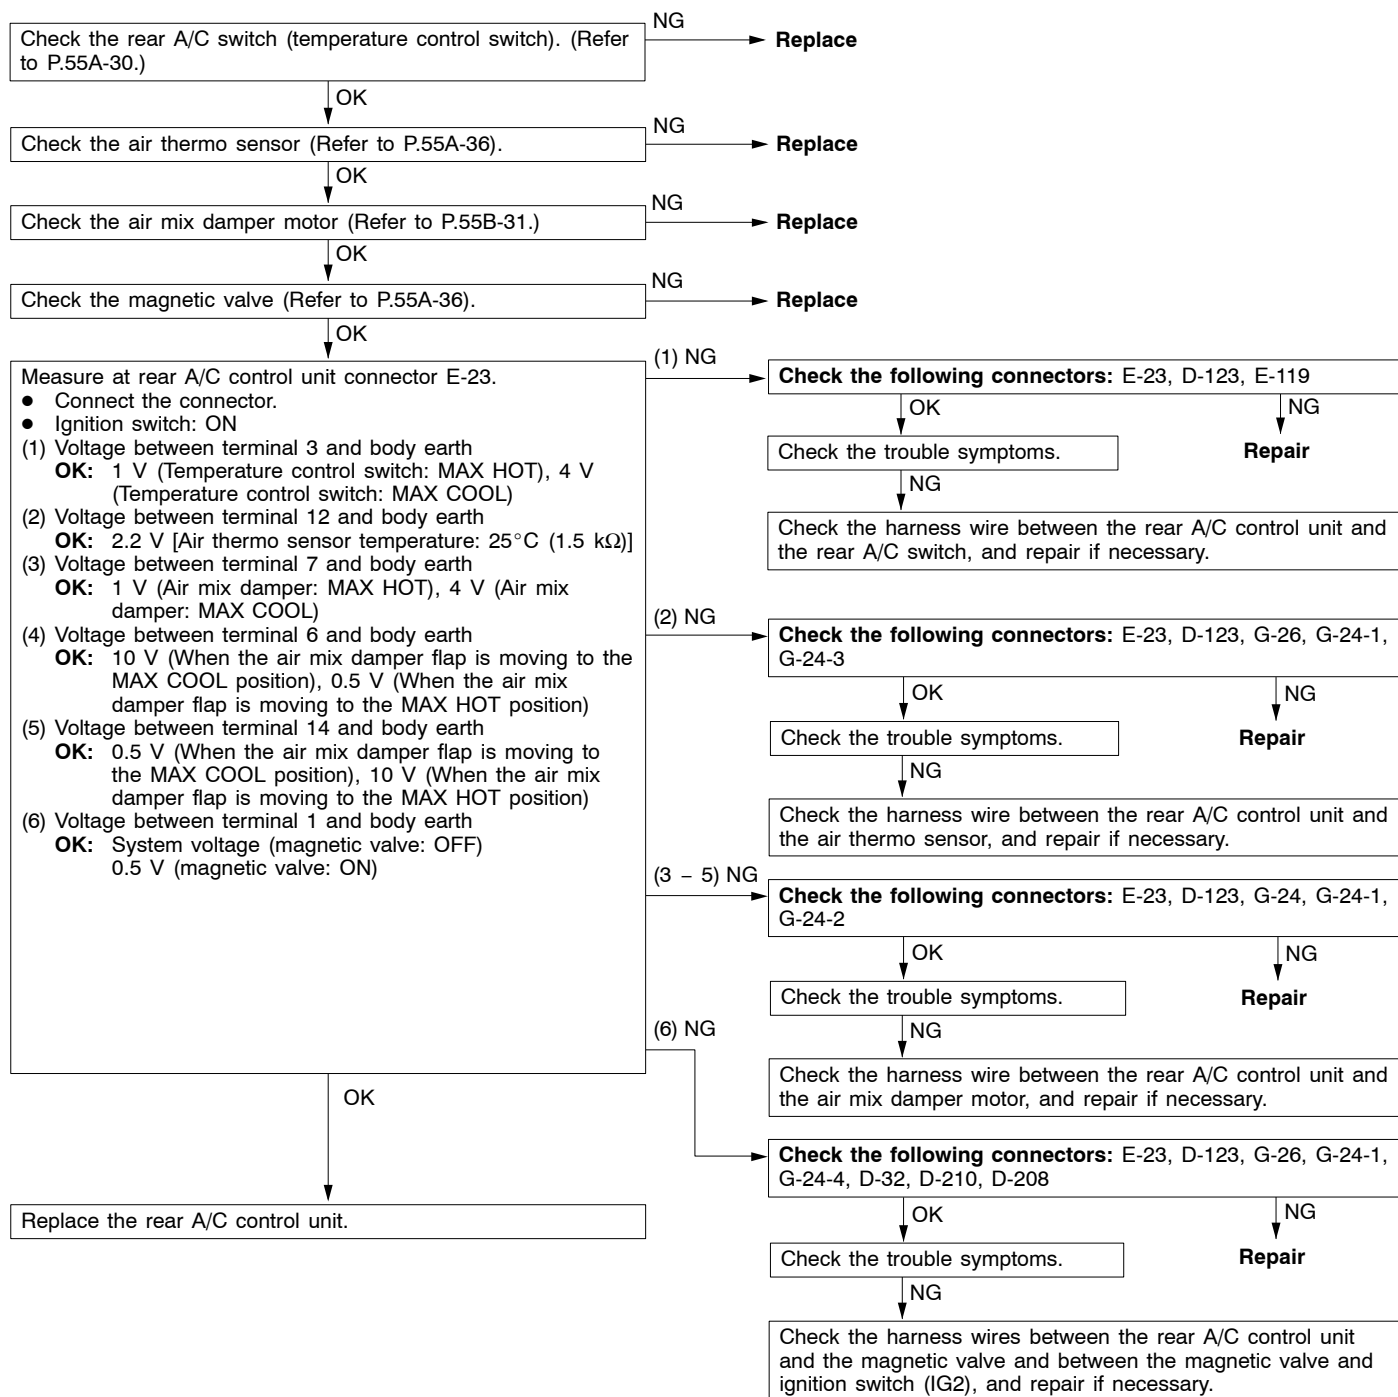 Check the rear A/C switch (temperature control switch). (Refer
to P.55A-30.)
NG
Replace
OK
Check the air thermo sensor (Refer to P.55A-36).
NG
Replace
OK
Check the air mix damper motor (Refer to P.55B-31.)
NG
Replace
OK
Check the magnetic valve (Refer to P.55A-36).
NG
Replace
OK
Measure at rear A/C control unit connector E-23.
● Connect the connector.
● Ignition switch: ON
(1) Voltage between terminal 3 and body earth
OK: 1 V (Temperature control switch: MAX HOT), 4 V
(Temperature control switch: MAX COOL)
(2) Voltage between terminal 12 and body earth
OK: 2.2 V [Air thermo sensor temperature: 25°C (1.5 kΩ)]
(3) Voltage between terminal 7 and body earth
OK: 1 V (Air mix damper: MAX HOT), 4 V (Air mix
damper: MAX COOL)
(4) Voltage between terminal 6 and body earth
OK: 10 V (When the air mix damper flap is moving to the
MAX COOL position), 0.5 V (When the air mix
damper flap is moving to the MAX HOT position)
(5) Voltage between terminal 14 and body earth
OK: 0.5 V (When the air mix damper flap is moving to
the MAX COOL position), 10 V (When the air mix
damper flap is moving to the MAX HOT position)
(6) Voltage between terminal 1 and body earth
OK: System voltage (magnetic valve: OFF)
0.5 V (magnetic valve: ON)
(1) NG
Check the following connectors: E-23, D-123, E-119
OK
NG
Check the trouble symptoms.
Repair
NG
Check the harness wire between the rear A/C control unit and
the rear A/C switch, and repair if necessary.
(2) NG
Check the following connectors: E-23, D-123, G-26, G-24-1,
G-24-3
OK
NG
Check the trouble symptoms.
Repair
NG
Check the harness wire between the rear A/C control unit and
the air thermo sensor, and repair if necessary.
(3 – 5) NG
Check the following connectors: E-23, D-123, G-24, G-24-1,
G-24-2
OK
NG
Check the trouble symptoms.
Repair
NG
Check the harness wire between the rear A/C control unit and
the air mix damper motor, and repair if necessary.
(6) NG
Check the following connectors: E-23, D-123, G-26, G-24-1,
G-24-4, D-32, D-210, D-208
OK
NG
Check the trouble symptoms.
Repair
NG
Check the harness wires between the rear A/C control unit
and the magnetic valve and between the magnetic valve and
ignition switch (IG2), and repair if necessary.
OK
Replace the rear A/C control unit.